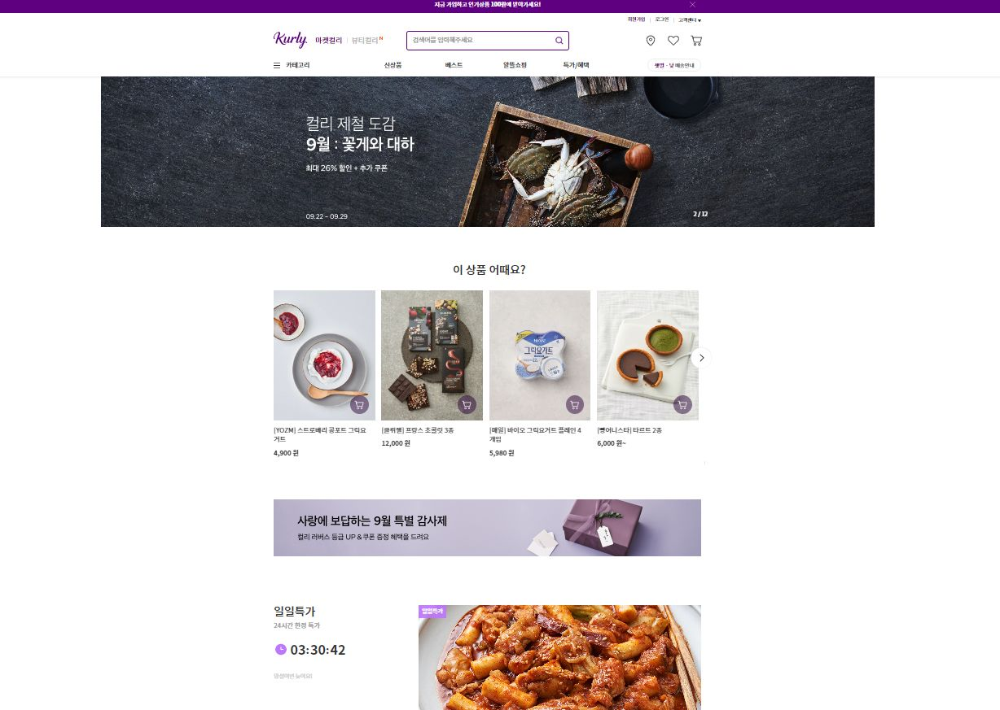 지금 가입하고 인기상품 100원에 받아가세요!
회원가입 로그인 고객센터
Kurly 마켓컬리 뷰티컬리 N
검색어를 입력해주세요
카테고리 신상품 베스트 알뜰쇼핑 특가/혜택 샛별·낮 배송안내
컬리 제철 도감
9월 : 꽃게와 대하
최대 26% 할인 + 추가 쿠폰
09.22 - 09.29
2 / 12
이 상품 어때요?
바이오
그릭요거트
[YOZM] 스트로베리 콩포트 그릭요
거트
4,900 원
프랑스 초콜릿 3종
12,000 원
[매일] 바이오 그릭요거트 플레인 4
개입
5,980 원
[빵어니스타] 타르트 2종
6,000 원~
사랑에 보답하는 9월 특별 감사제
컬리 러버스 등급 UP & 쿠폰 증정 혜택을 드려요
일일특가
24시간 한정 특가
03:30:42
망설이면 늦어요!
일일특가